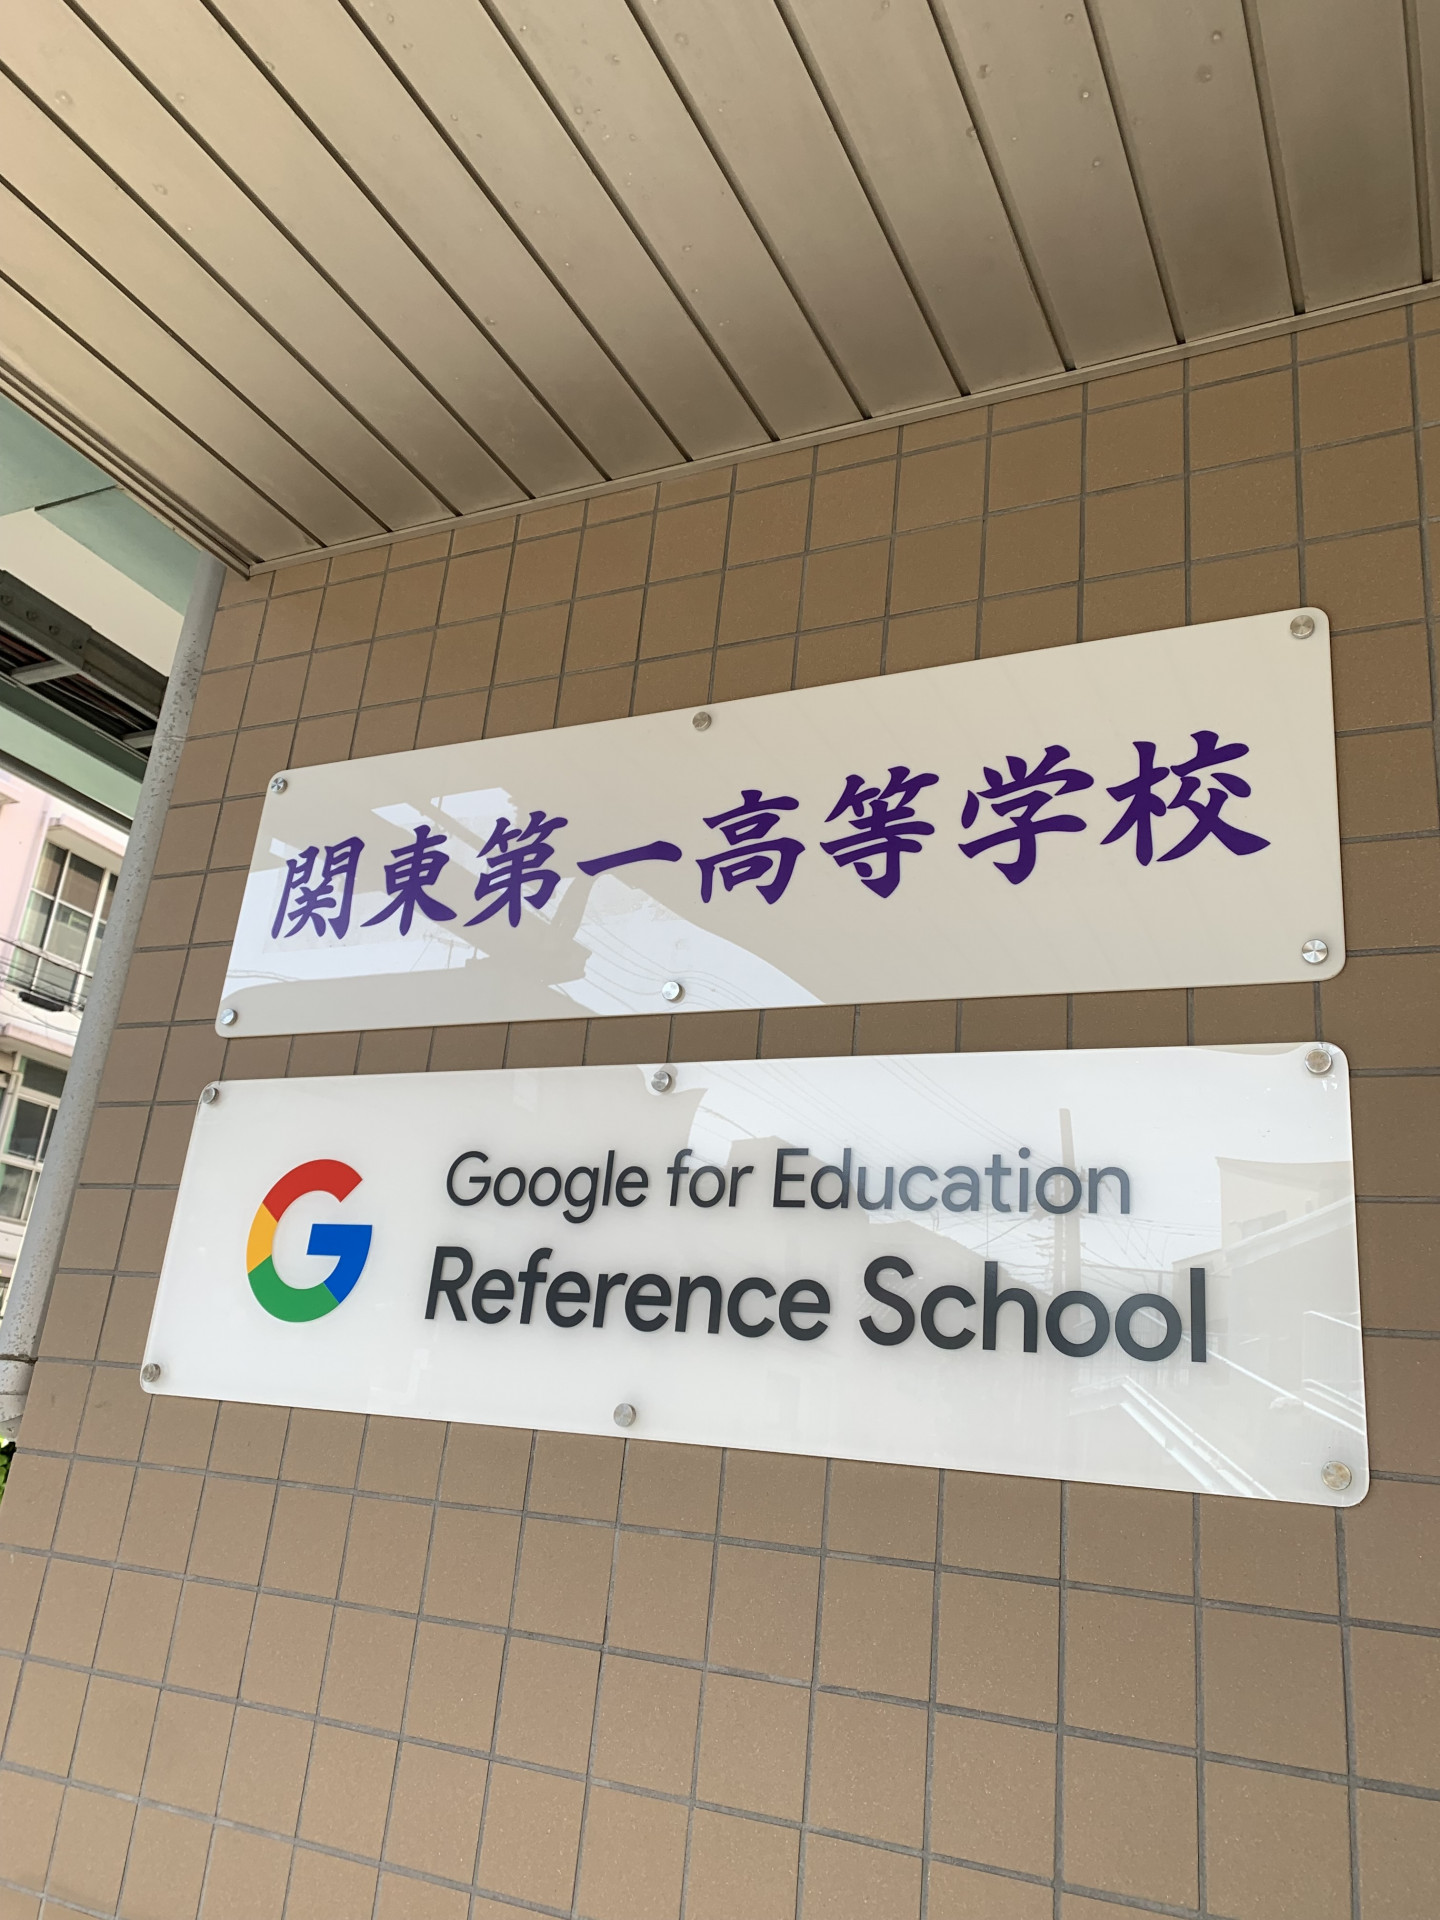 関東第一高等学校
Google for Education
Reference School